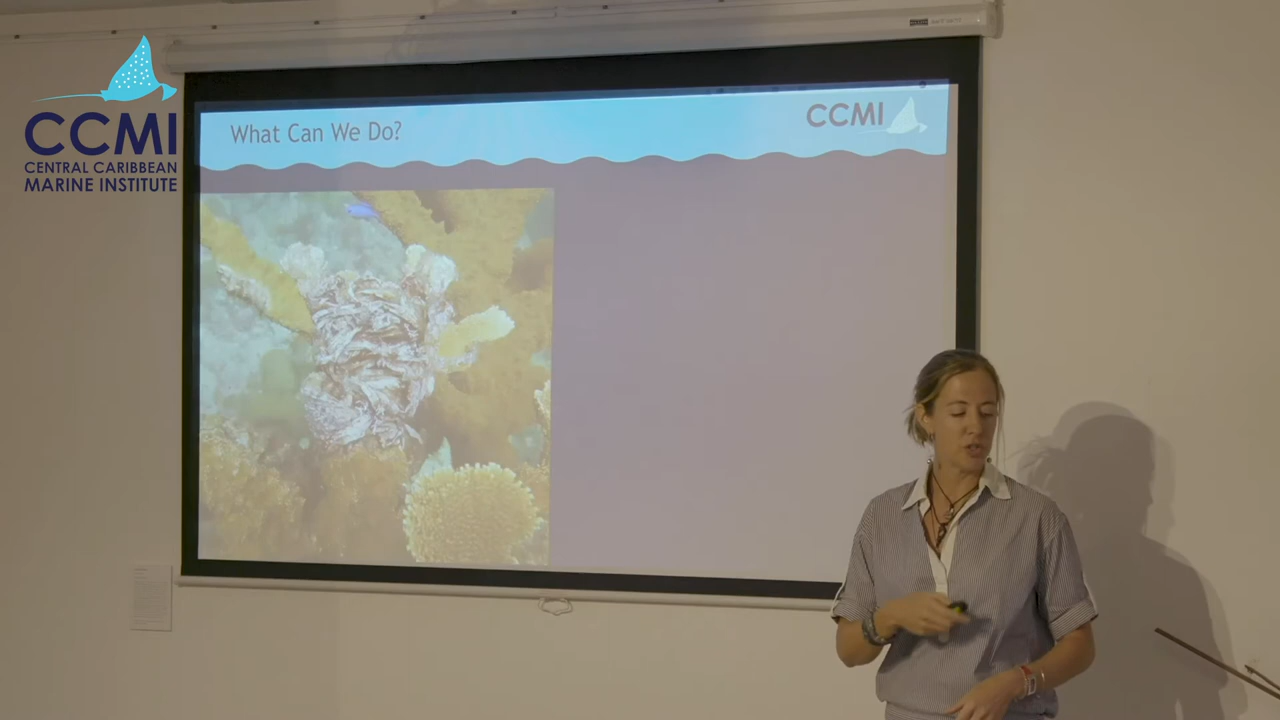 CCMI
CENTRAL CARIBBEAN
MARINE INSTITUTE
What Can We Do?
CCMI